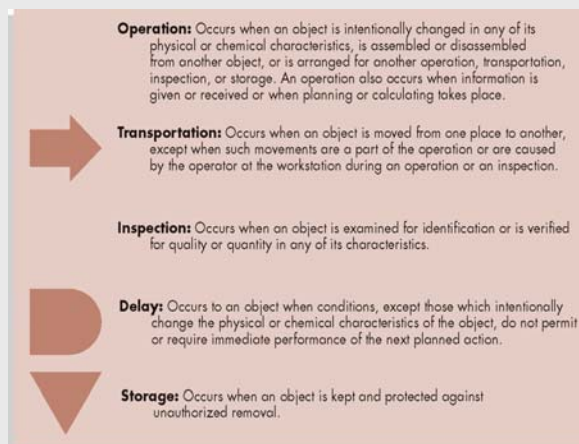 Operation: Occurs when an object is intentionally changed in any of its
physical or chemical characteristics, is assembled or disassembled
from another object, or is arranged for another operation, transportation,
inspection, or storage. An operation also occurs when information is
given or received or when planning or calculating takes place.
Transportation: Occurs when an object is moved from one place to another,
except when such movements are a part of the operation or are caused
by the operator at the workstation during an operation or an inspection.
Inspection: Occurs when an object is examined for identification or is verified
for quality or quantity in any of its characteristics.
Delay: Occurs to an object when conditions, except those which intentionally
change the physical or chemical characteristics of the object, do not permit
or require immediate performance of the next planned action.
Storage: Occurs when an object is kept and protected against
unauthorized removal.